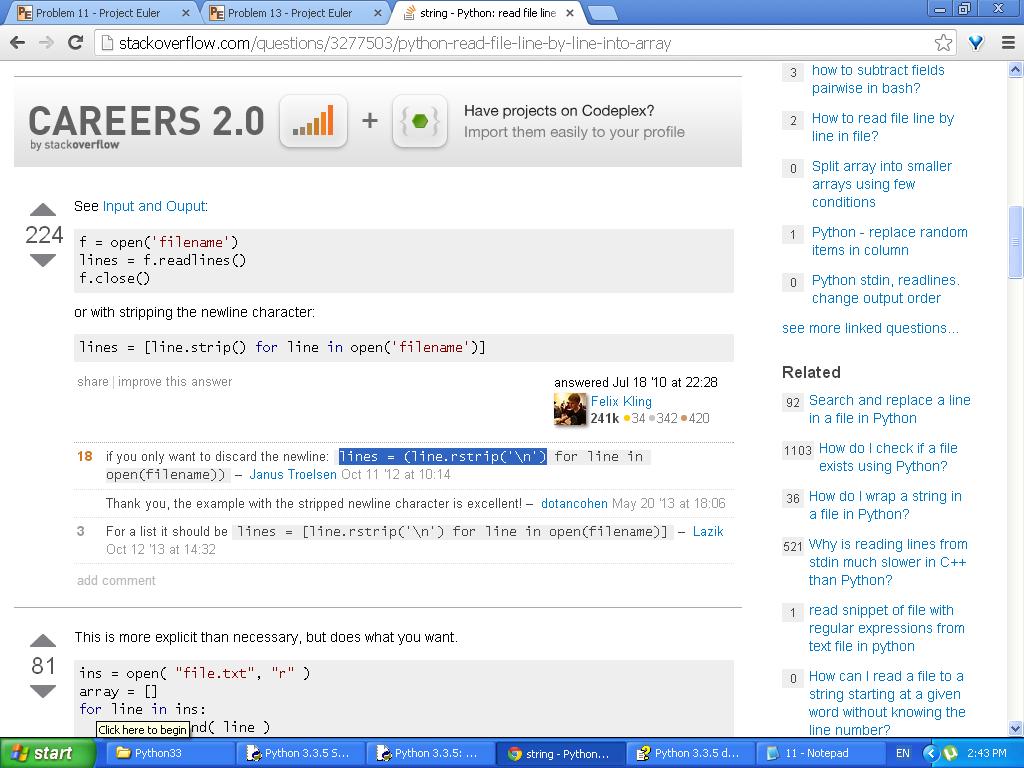 Problem 11 - Project Euler
Problem 13 - Project Euler
string - Python: read file line
stackoverflow.com/questions/3277503/python-read-file-line-by-line-into-array
CAREERS 2.0
by stackoverflow
+
{ }
Have projects on Codeplex?
Import them easily to your profile
224
See Input and Ouput:
f = open('filename')
lines = f.readlines()
f.close()
or with stripping the newline character:
lines = [line.strip() for line in open('filename')]
share | improve this answer
answered Jul 18 '10 at 22:28
Felix Kling
241k ●34 ●342 ●420
18 if you only want to discard the newline: lines = (line.rstrip('\n') for line in
open(filename)) – Janus Troelsen Oct 11 '12 at 10:14
Thank you, the example with the stripped newline character is excellent! – dotancohen May 20 '13 at 18:06
3 For a list it should be lines = [line.rstrip('\n') for line in open(filename)] – Lazik
Oct 12 '13 at 14:32
add comment
81
This is more explicit than necessary, but does what you want.
ins = open( "file.txt", "r" )
array = []
for line in ins:
nd( line )
Click here to begin
3 how to subtract fields
pairwise in bash?
2 How to read file line by
line in file?
0 Split array into smaller
arrays using few
conditions
1 Python - replace random
items in column
0 Python stdin, readlines.
change output order
see more linked questions…
Related
92 Search and replace a line
in a file in Python
1103 How do I check if a file
exists using Python?
36 How do I wrap a string in
a file in Python?
521 Why is reading lines from
stdin much slower in C++
than Python?
1 read snippet of file with
regular expressions from
text file in python
0 How can I read a file to a
string starting at a given
word without knowing the
line number?
start
Python33
Python 3.3.5 S...
Python 3.3.5: ...
string - Python...
Python 3.3.5 d...
11 - Notepad
EN
2:43 PM